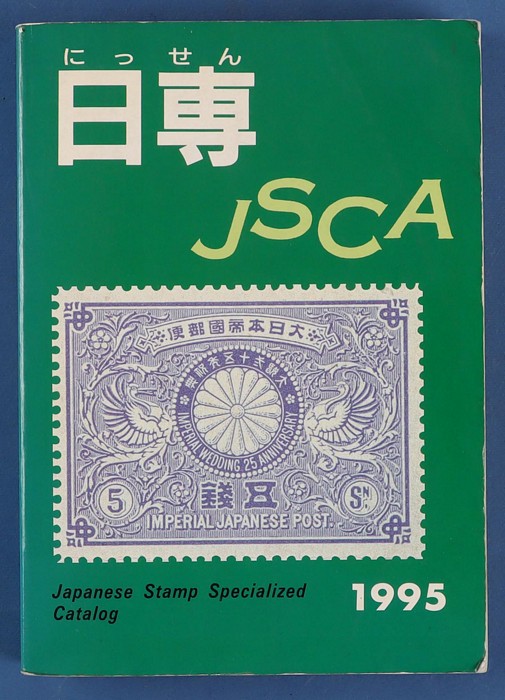 にっせん
日専
JSCA
便郵國帝本日大
IMPERIAL WEDDING 25 ANNIVERSARY
5
錢五
SN
IMPERIAL JAPANESE POST.
Japanese Stamp Specialized
Catalog
1995